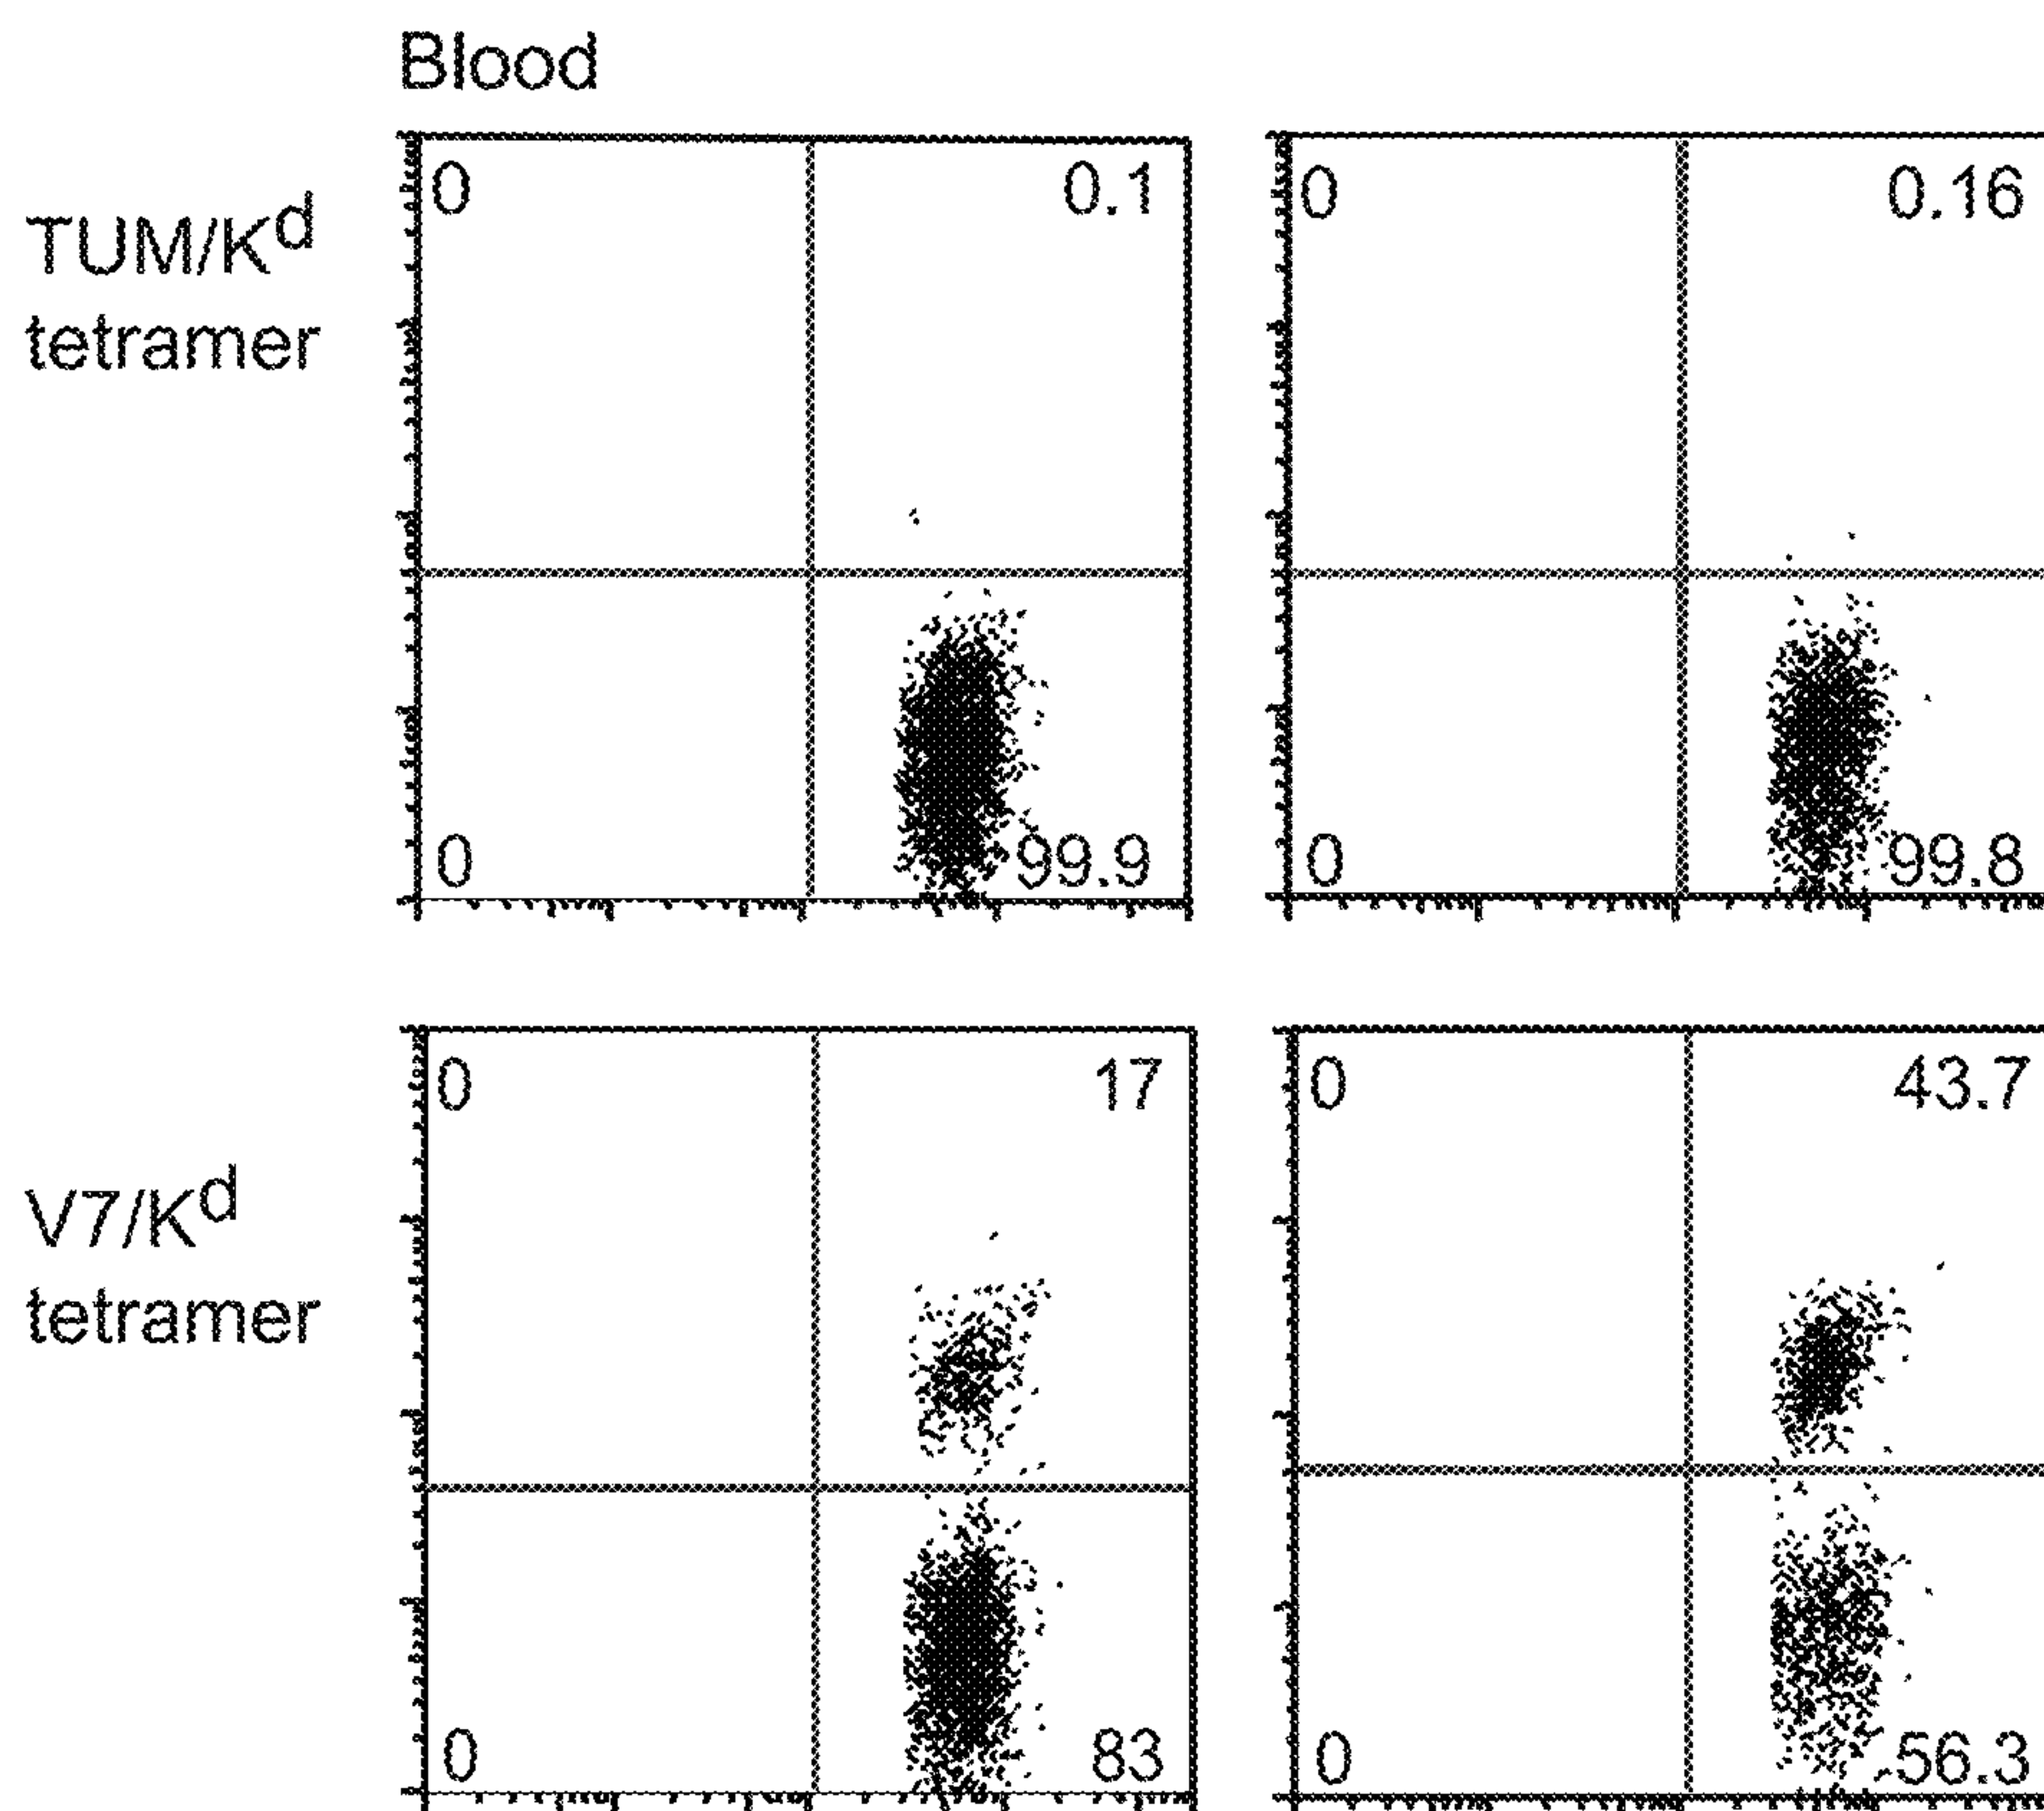 Blood
TUM/Kᵈ
tetramer
0 0.1
0 99.9
0 0.16
0 99.8
V7/Kᵈ
tetramer
0 17
0 83
0 43.7
0 56.3